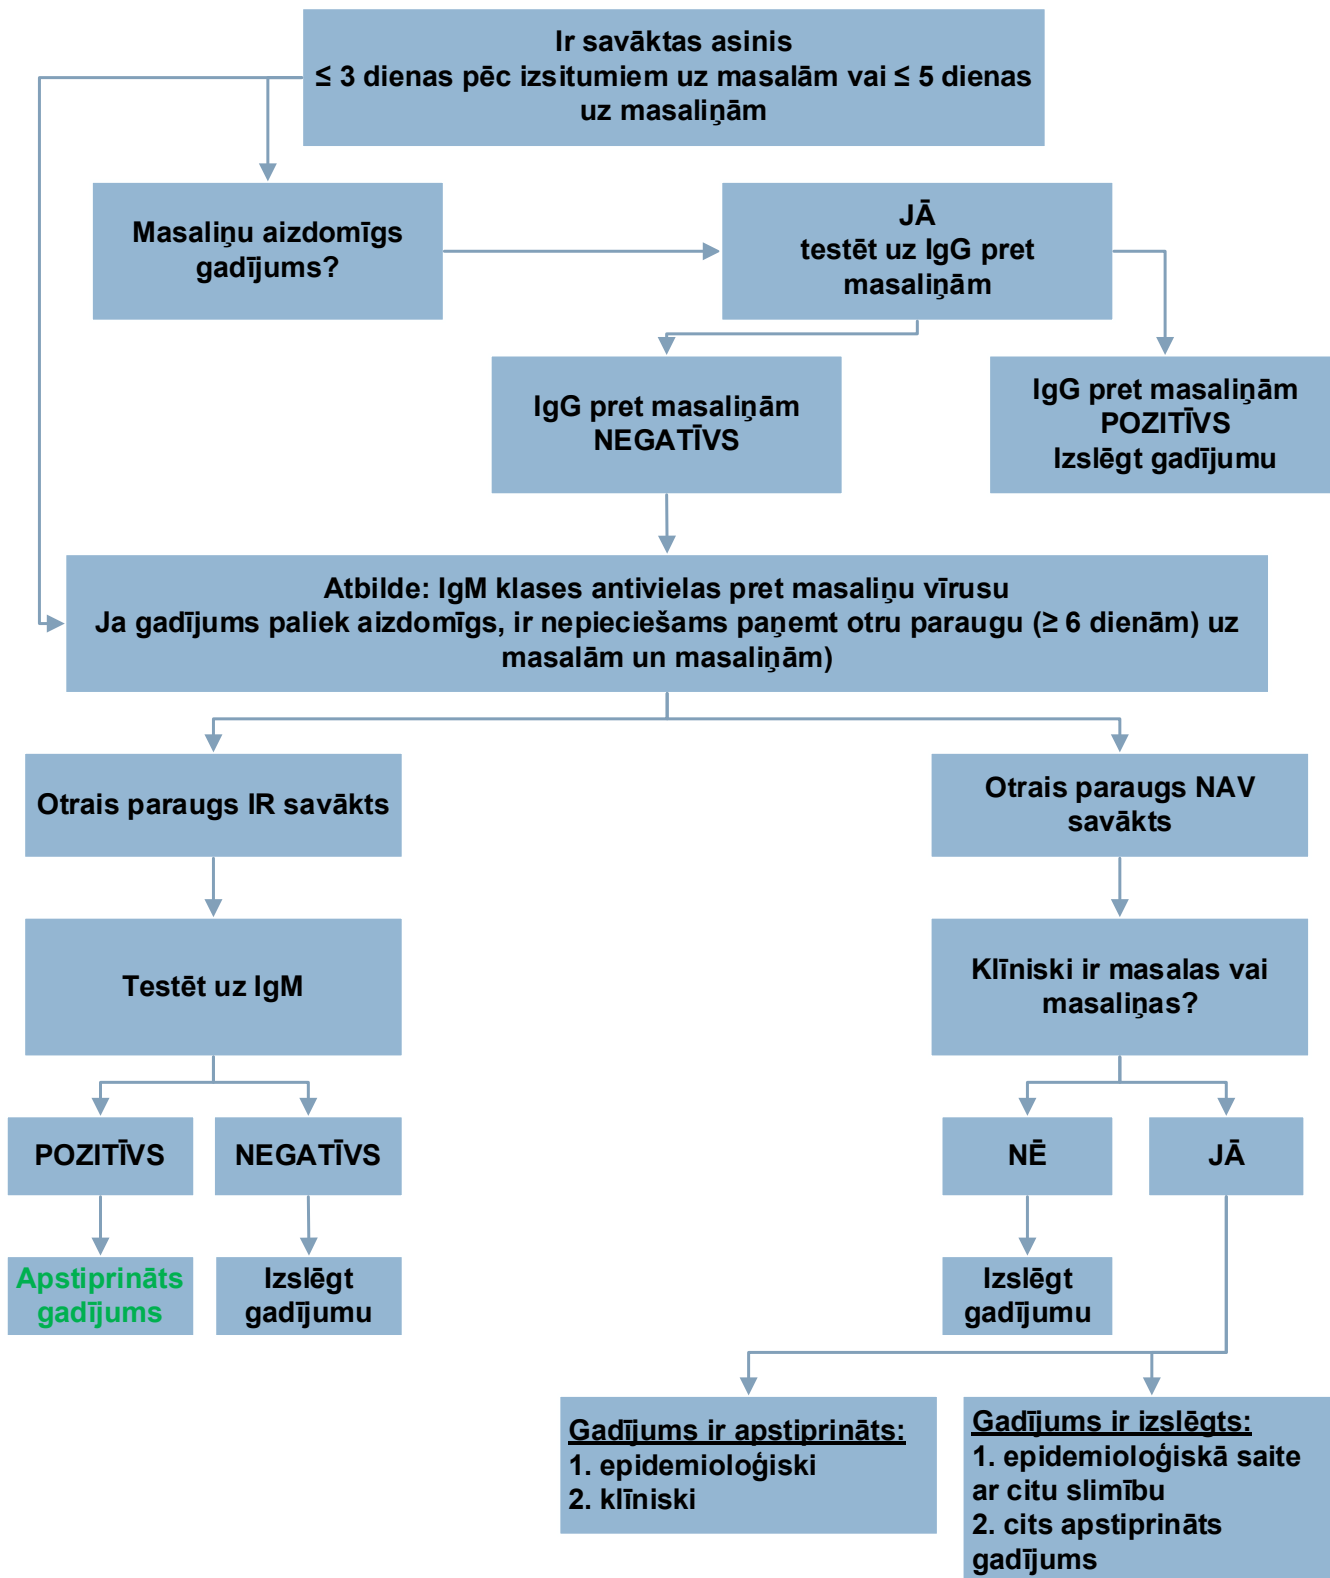 Ir savāktas asinis
≤ 3 dienas pēc izsitumiem uz masalām vai ≤ 5 dienas
uz masaliņām
Masaliņu aizdomīgs
gadījums?
JĀ
testēt uz IgG pret
masaliņām
IgG pret masaliņām
NEGATĪVS
IgG pret masaliņām
POZITĪVS
Izslēgt gadījumu
Atbilde: IgM klases antivielas pret masaliņu vīrusu
Ja gadījums paliek aizdomīgs, ir nepieciešams paņemt otru paraugu (≥ 6 dienām) uz
masalām un masaliņām)
Otrais paraugs IR savākts
Otrais paraugs NAV
savākts
Testēt uz IgM
Klīniski ir masalas vai
masaliņas?
POZITĪVS
NEGATĪVS
NĒ
JĀ
Apstiprināts
gadījums
Izslēgt
gadījumu
Izslēgt
gadījumu
Gadījums ir apstiprināts:
1. epidemioloģiski
2. klīniski
Gadījums ir izslēgts:
1. epidemioloģiskā saite
ar citu slimību
2. cits apstiprināts
gadījums